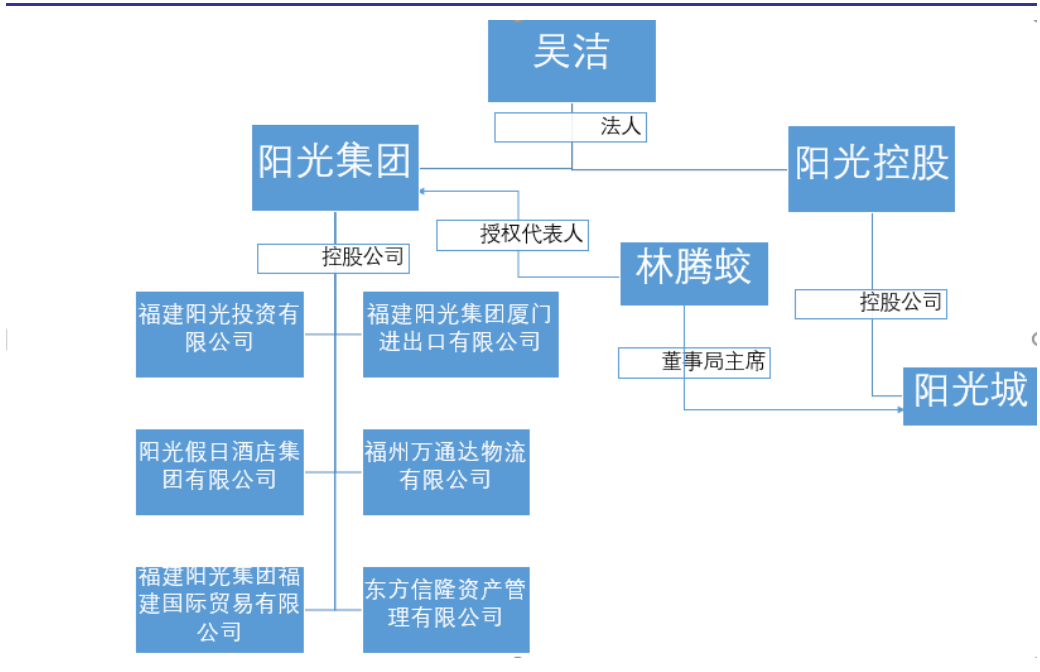 吴洁
法人
阳光集团
阳光控股
授权代表人
控股公司
林腾蛟
控股公司
福建阳光投资有
限公司
福建阳光集团厦门
进出口有限公司
董事局主席
阳光城
阳光假日酒店集
团有限公司
福州万通达物流
有限公司
福建阳光集团福
建国际贸易有限
公司
东方信隆资产管
理有限公司